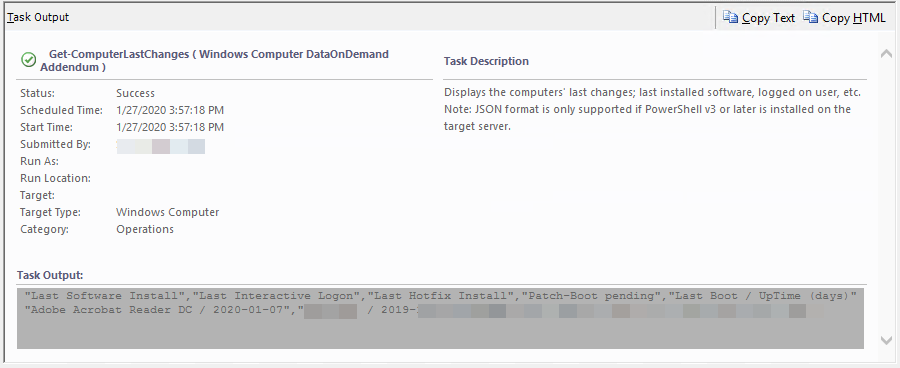 Task Output
Copy Text
Copy HTML
Get-ComputerLastChanges ( Windows Computer DataOnDemand
Addendum )
Status: Success
Scheduled Time: 1/27/2020 3:57:18 PM
Start Time: 1/27/2020 3:57:18 PM
Submitted By:
Run As:
Run Location:
Target:
Target Type: Windows Computer
Category: Operations
Task Description
Displays the computers' last changes; last installed software, logged on user, etc.
Note: JSON format is only supported if PowerShell v3 or later is installed on the
target server.
Task Output:
"Last Software Install","Last Interactive Logon","Last Hotfix Install","Patch-Boot pending","Last Boot / UpTime (days)"
"Adobe Acrobat Reader DC / 2020-01-07"," / 2019-